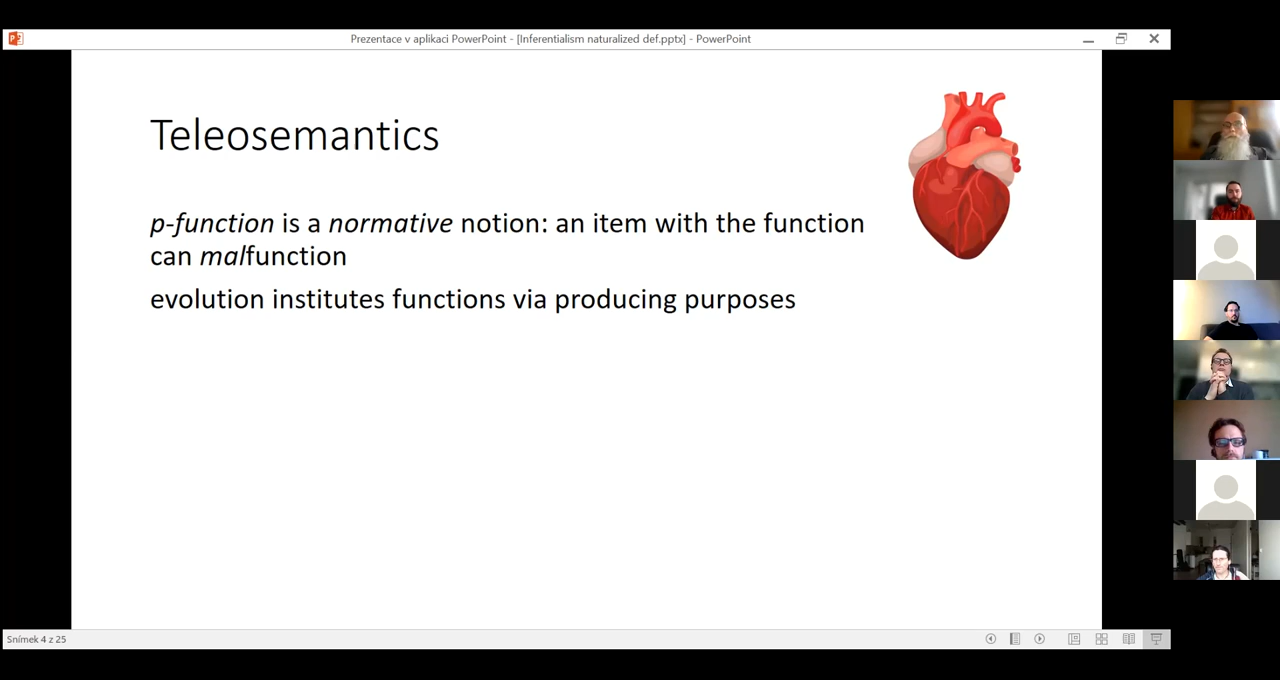 Prezentace v aplikaci PowerPoint - [Inferentialism naturalized def.pptx] - PowerPoint
Teleosemantics
p-function is a normative notion: an item with the function
can malfunction
evolution institutes functions via producing purposes
Snímek 4 z 25